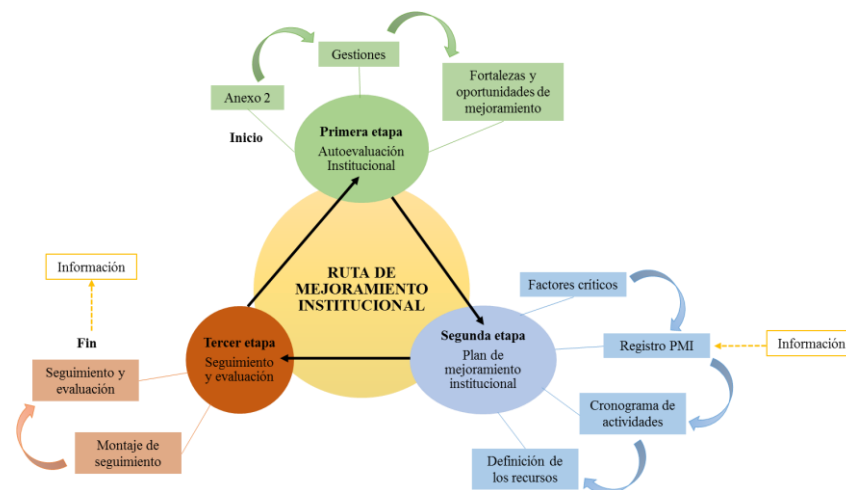 Gestiones
Anexo 2
Fortalezas y
oportunidades de
mejoramiento
Inicio
Primera etapa
Autoevaluación
Institucional
RUTA DE
MEJORAMIENTO
INSTITUCIONAL
Información
Fin
Seguimiento y
evaluación
Montaje de
seguimiento
Tercer etapa
Seguimiento
y evaluación
Segunda etapa
Plan de
mejoramiento
institucional
Factores críticos
Registro PMI
Información
Cronograma de
actividades
Definición de
los recursos